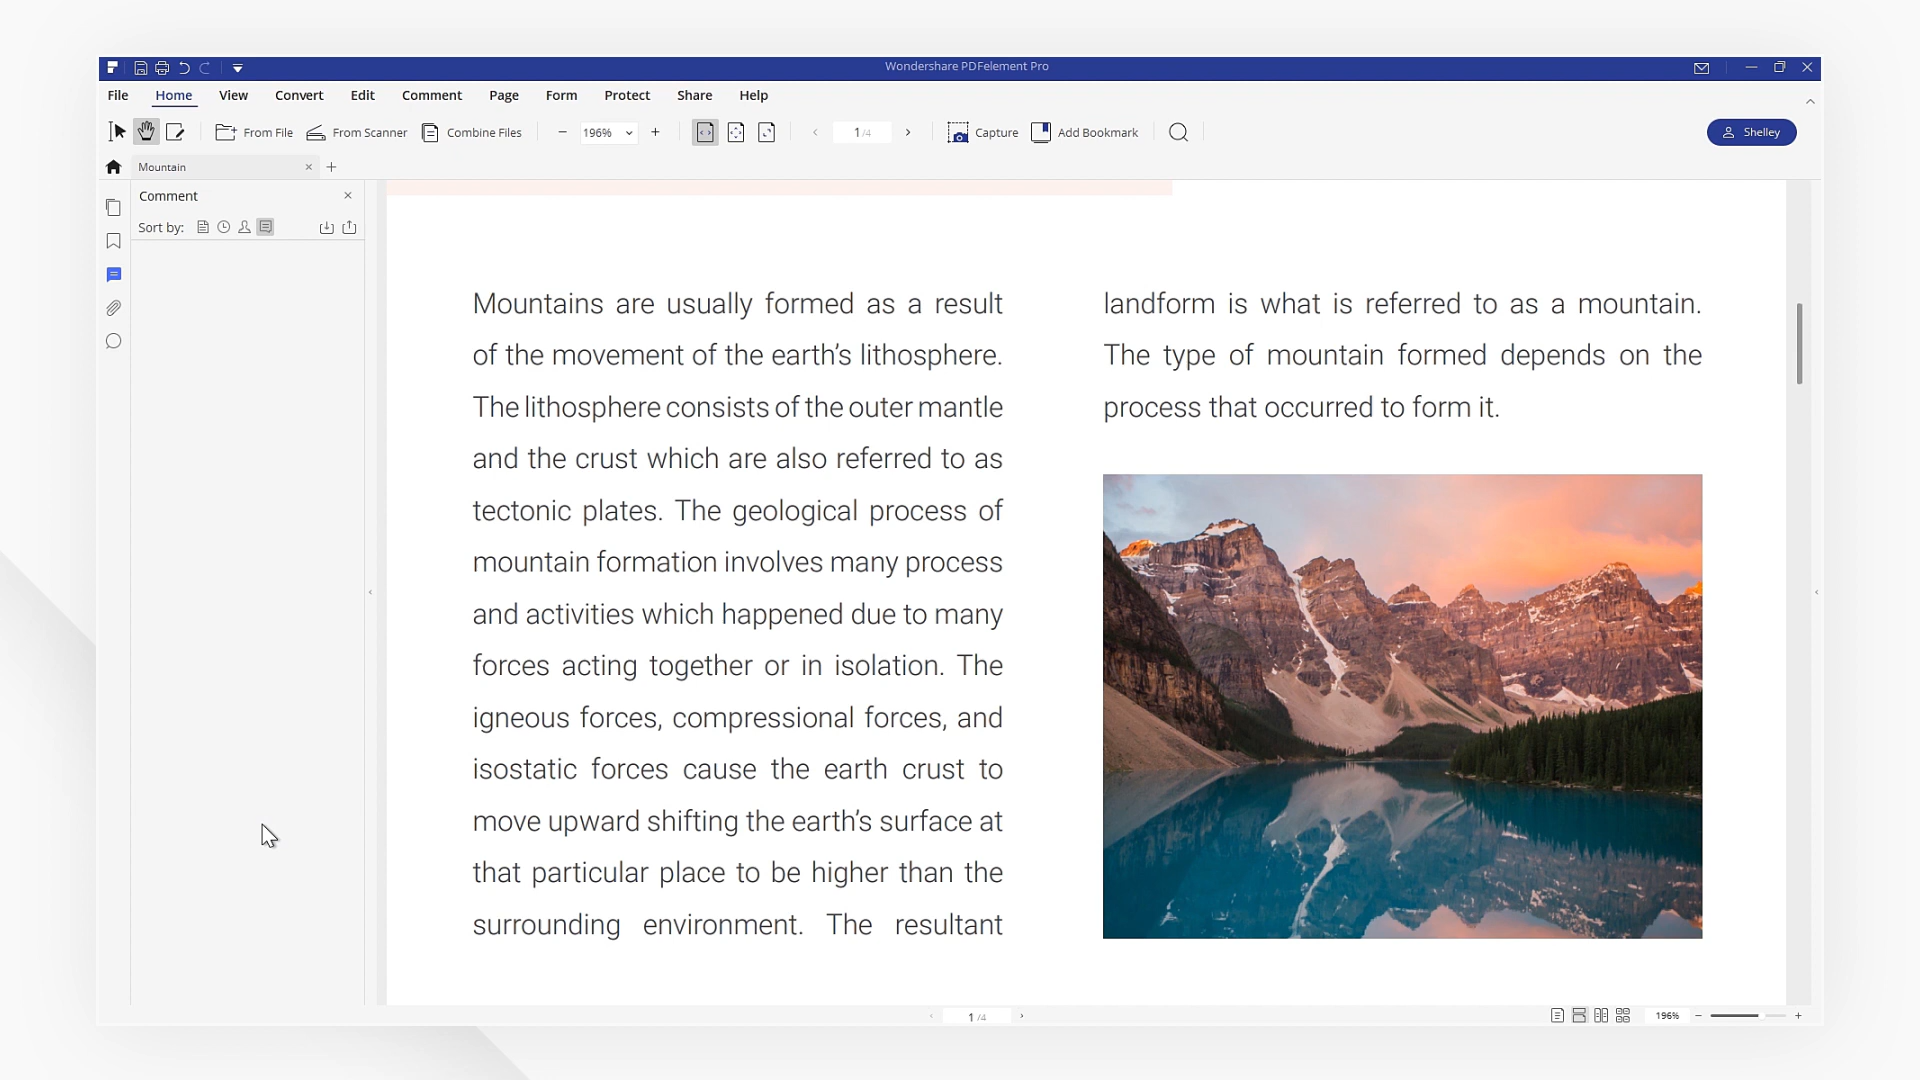 Wondershare PDFelement Pro
File Home View Convert Edit Comment Page Form Protect Share Help
From File From Scanner Combine Files 196% 1/4 Capture Add Bookmark Shelley
Mountain
Comment
Sort by:
Mountains are usually formed as a result
of the movement of the earth’s lithosphere.
The lithosphere consists of the outer mantle
and the crust which are also referred to as
tectonic plates. The geological process of
mountain formation involves many process
and activities which happened due to many
forces acting together or in isolation. The
igneous forces, compressional forces, and
isostatic forces cause the earth crust to
move upward shifting the earth’s surface at
that particular place to be higher than the
surrounding environment. The resultant
landform is what is referred to as a mountain.
The type of mountain formed depends on the
process that occurred to form it.
1/4 196%